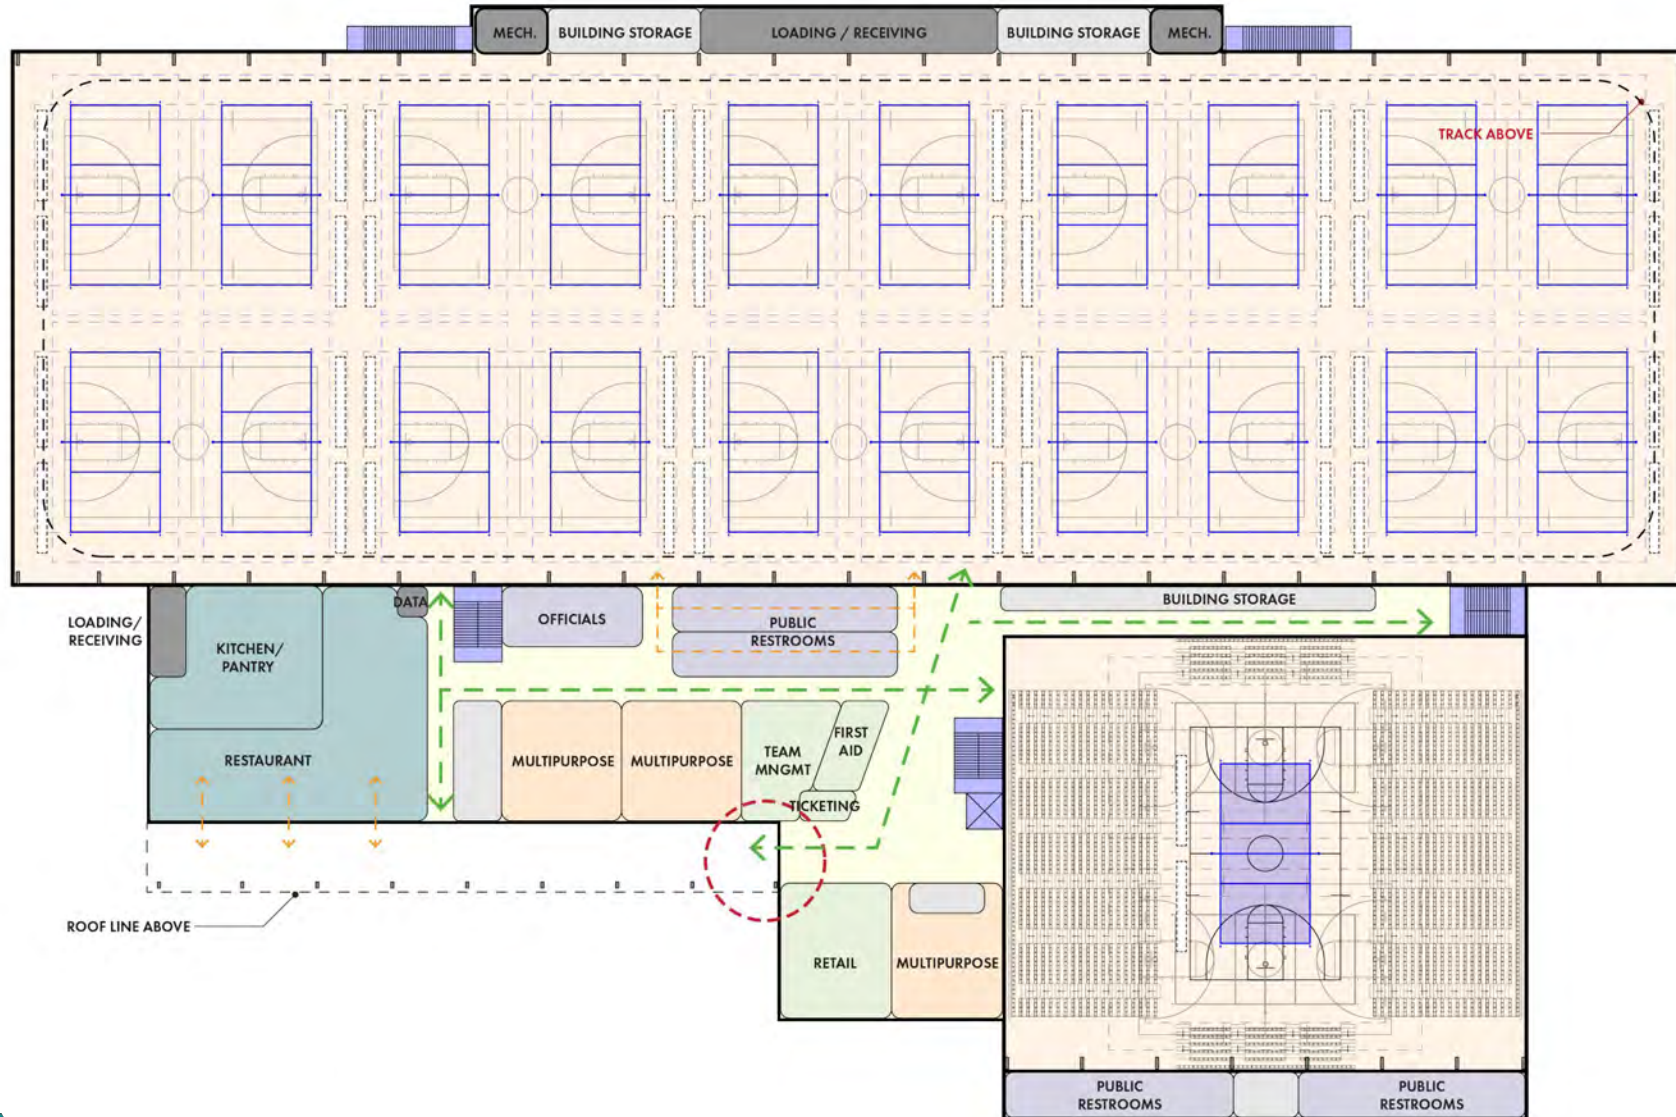 MECH.
BUILDING STORAGE
LOADING / RECEIVING
BUILDING STORAGE
MECH.
TRACK ABOVE
LOADING/
RECEIVING
KITCHEN/
PANTRY
DATA
OFFICIALS
PUBLIC
RESTROOMS
BUILDING STORAGE
RESTAURANT
MULTIPURPOSE
MULTIPURPOSE
TEAM
MNGMT
FIRST
AID
TICKETING
ROOF LINE ABOVE
RETAIL
MULTIPURPOSE
PUBLIC
RESTROOMS
PUBLIC
RESTROOMS